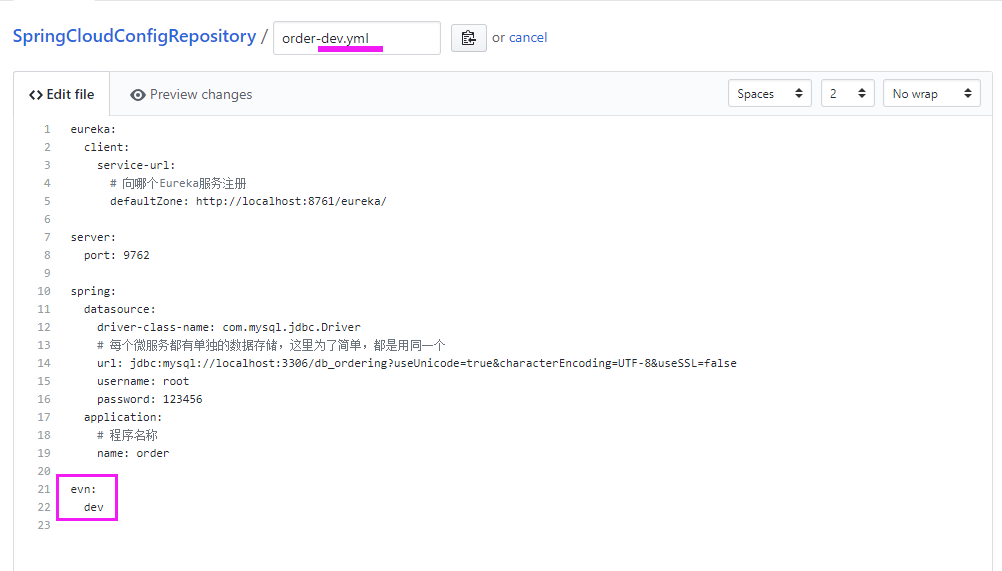 SpringCloudConfigRepository / order-dev.yml or cancel
Edit file Preview changes Spaces 2 No wrap
1 eureka:
2   client:
3     service-url:
4       # 向哪个Eureka服务注册
5       defaultZone: http://localhost:8761/eureka/
6
7 server:
8   port: 9762
9
10 spring:
11   datasource:
12     driver-class-name: com.mysql.jdbc.Driver
13     # 每个微服务都有单独的数据存储，这里为了简单，都是用同一个
14     url: jdbc:mysql://localhost:3306/db_ordering?useUnicode=true&characterEncoding=UTF-8&useSSL=false
15     username: root
16     password: 123456
17   application:
18     # 程序名称
19     name: order
20
21 evn:
22   dev
23